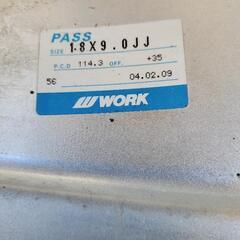 PASS
SIZE 18X9.0JJ
P.C.D 114.3 OFF. +35
56 04.02.09
WORK